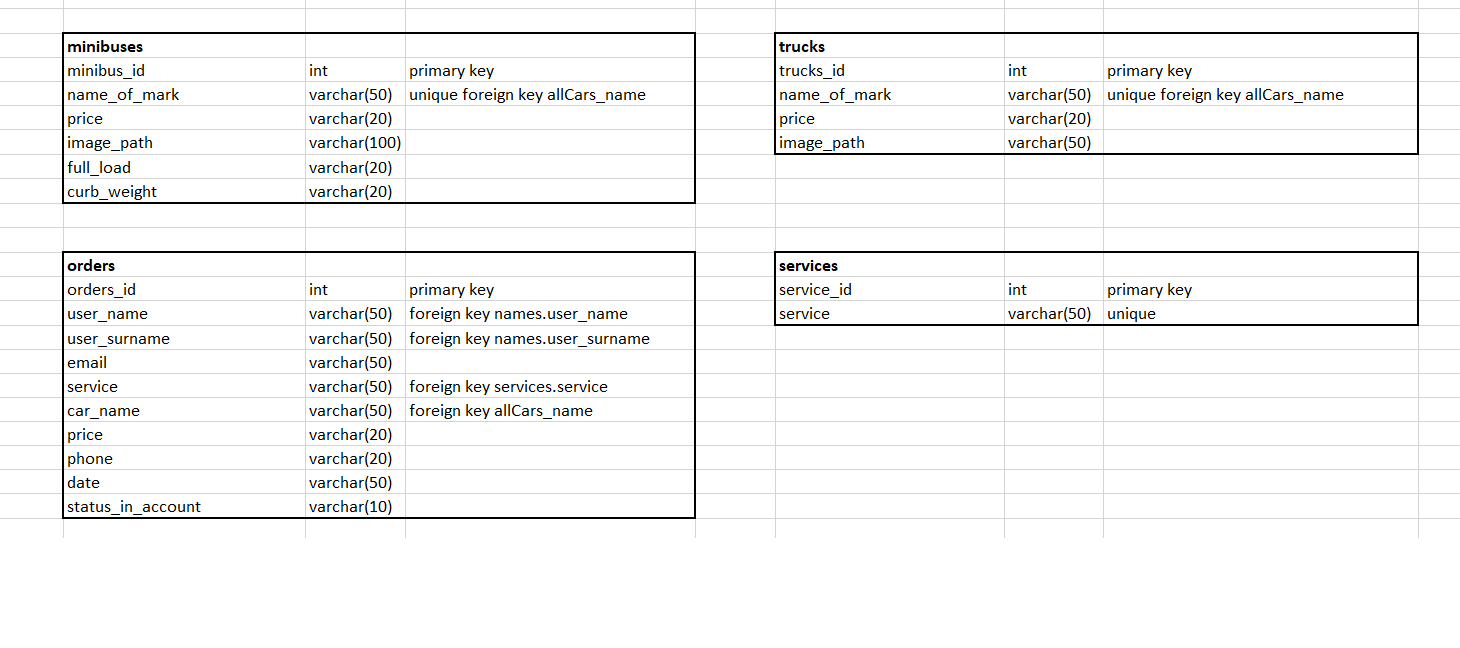 minibuses
minibus_id int primary key
name_of_mark varchar(50) unique foreign key allCars_name
price varchar(20)
image_path varchar(100)
full_load varchar(20)
curb_weight varchar(20)
trucks
trucks_id int primary key
name_of_mark varchar(50) unique foreign key allCars_name
price varchar(20)
image_path varchar(50)
orders
orders_id int primary key
user_name varchar(50) foreign key names.user_name
user_surname varchar(50) foreign key names.user_surname
email varchar(50)
service varchar(50) foreign key services.service
car_name varchar(50) foreign key allCars_name
price varchar(20)
phone varchar(20)
date varchar(50)
status_in_account varchar(10)
services
service_id int primary key
service varchar(50) unique